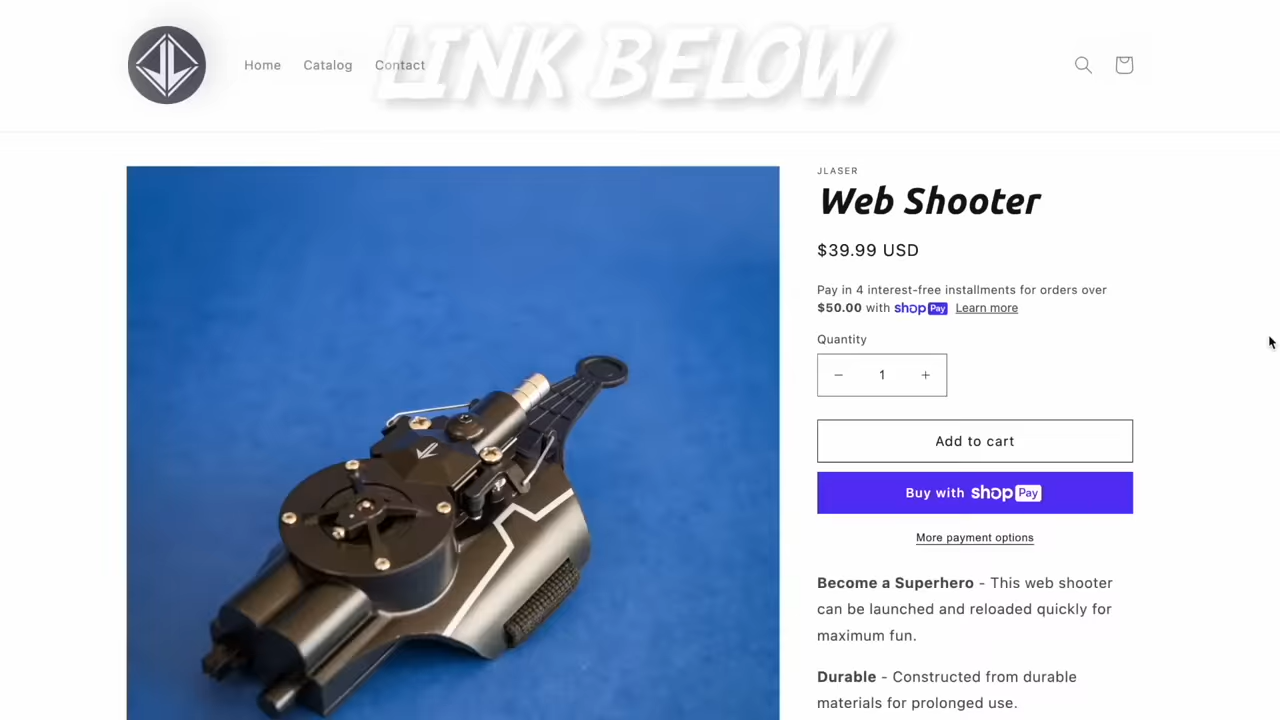 LINK BELOW
Home Catalog Contact
JLASER
Web Shooter
$39.99 USD
Pay in 4 interest-free installments for orders over
$50.00 with shop Pay Learn more
Quantity
− 1 +
Add to cart
Buy with shop Pay
More payment options
Become a Superhero - This web shooter
can be launched and reloaded quickly for
maximum fun.
Durable - Constructed from durable
materials for prolonged use.